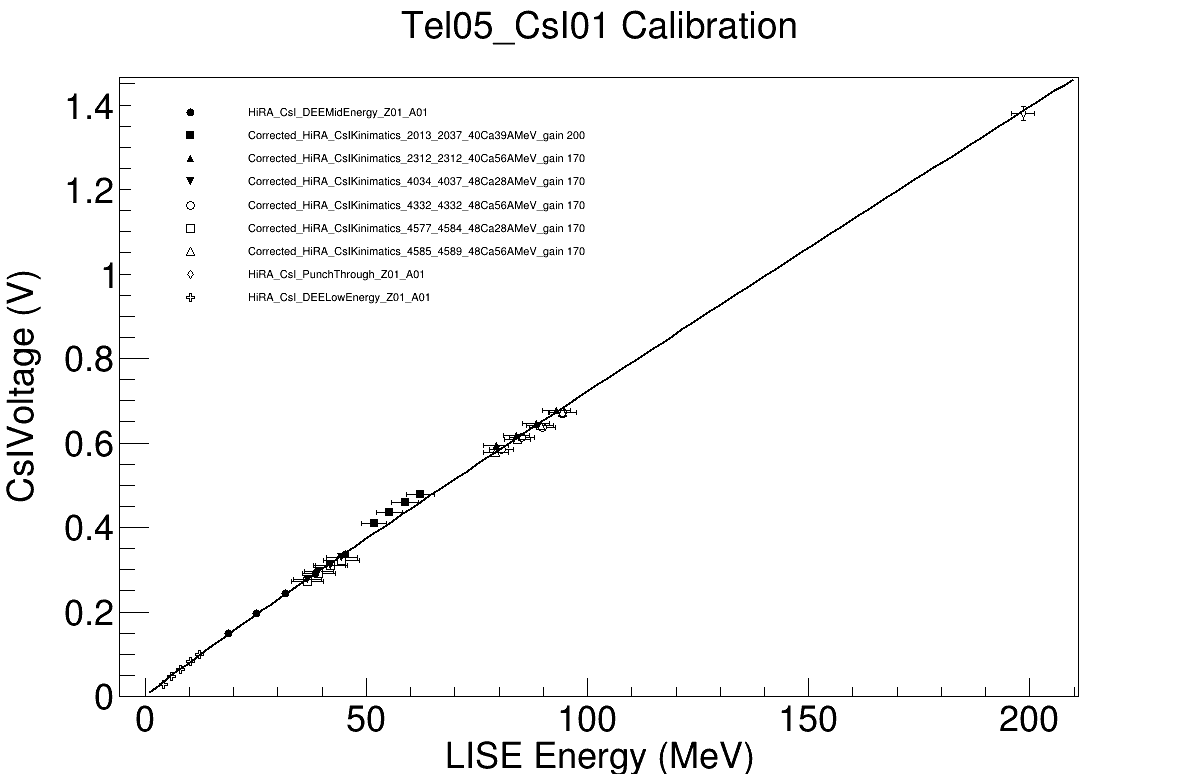 Tel05_CsI01 Calibration
HiRA_CsI_DEEMidEnergy_Z01_A01
Corrected_HiRA_CsIKinimatics_2013_2037_40Ca39AMeV_gain 200
Corrected_HiRA_CsIKinimatics_2312_2312_40Ca56AMeV_gain 170
Corrected_HiRA_CsIKinimatics_4034_4037_48Ca28AMeV_gain 170
Corrected_HiRA_CsIKinimatics_4332_4332_48Ca56AMeV_gain 170
Corrected_HiRA_CsIKinimatics_4577_4584_48Ca28AMeV_gain 170
Corrected_HiRA_CsIKinimatics_4585_4589_48Ca56AMeV_gain 170
HiRA_CsI_PunchThrough_Z01_A01
HiRA_CsI_DEELowEnergy_Z01_A01
CsIVoltage (V)
1.4
1.2
1
0.8
0.6
0.4
0.2
0
0 50 100 150 200
LISE Energy (MeV)